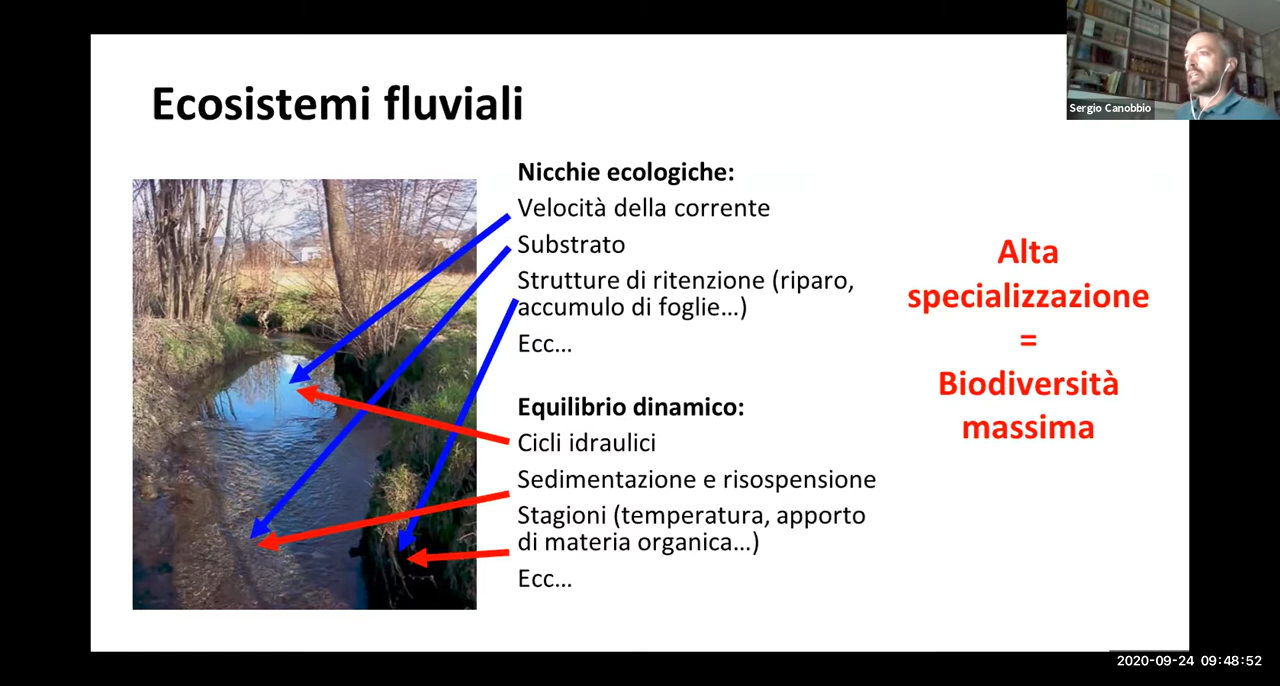 Sergio Canobbio
Ecosistemi fluviali
Nicchie ecologiche:
Velocità della corrente
Substrato
Strutture di ritenzione (riparo,
accumulo di foglie…)
Ecc…
Equilibrio dinamico:
Cicli idraulici
Sedimentazione e risospensione
Stagioni (temperatura, apporto
di materia organica…)
Ecc…
Alta
specializzazione
=
Biodiversità
massima
2020-09-24 09:48:52